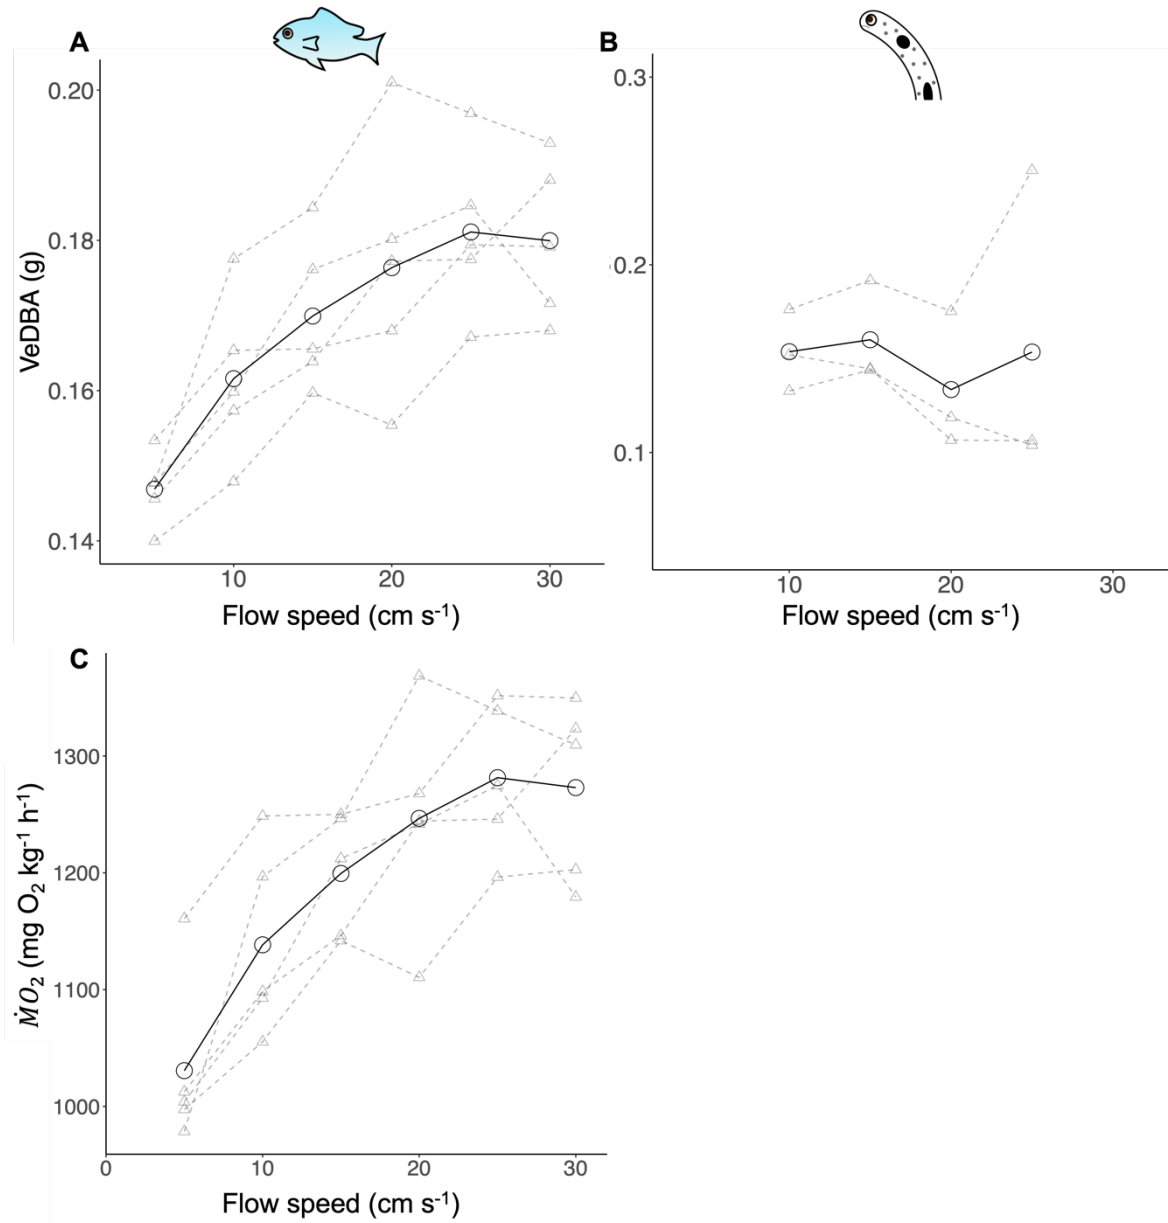 A
B
0.20
0.18
0.16
0.14
VeDBA (g)
10
20
30
Flow speed (cm s⁻¹)
0.3
0.2
0.1
10
20
30
Flow speed (cm s⁻¹)
C
1300
1200
1100
1000
ṀO₂ (mg O₂ kg⁻¹ h⁻¹)
0
10
20
30
Flow speed (cm s⁻¹)